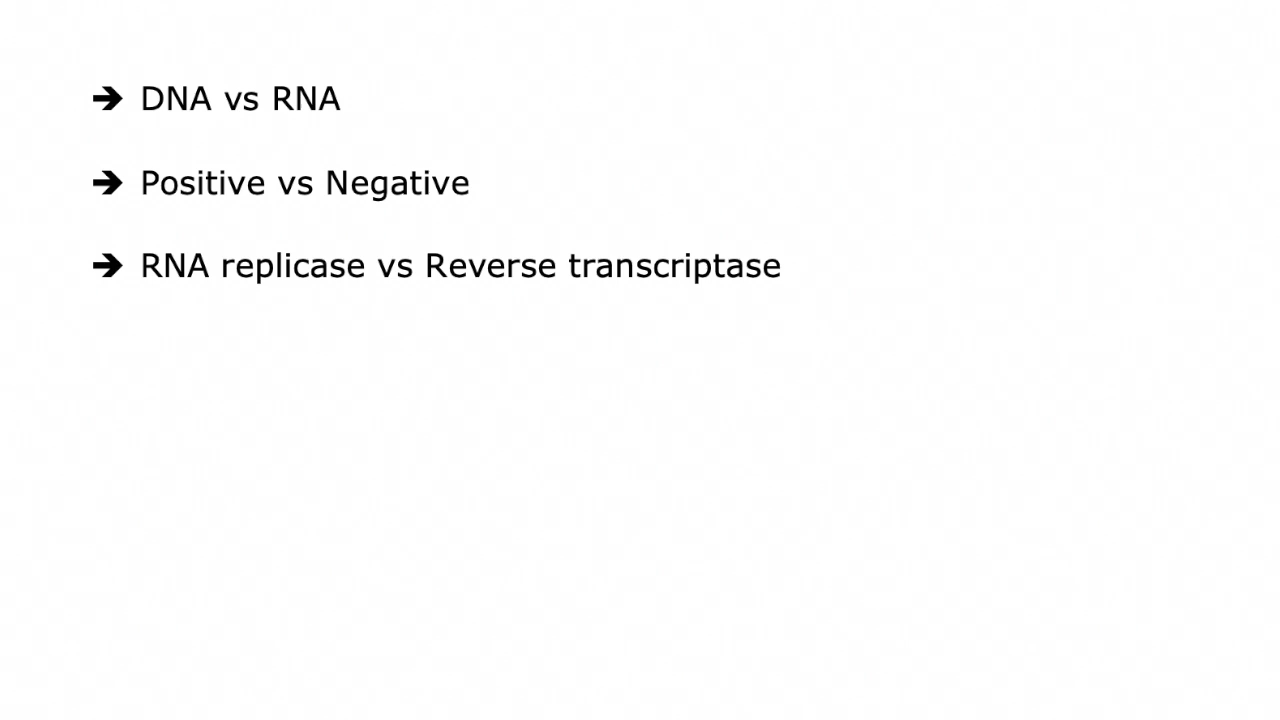 ➔ DNA vs RNA
➔ Positive vs Negative
➔ RNA replicase vs Reverse transcriptase